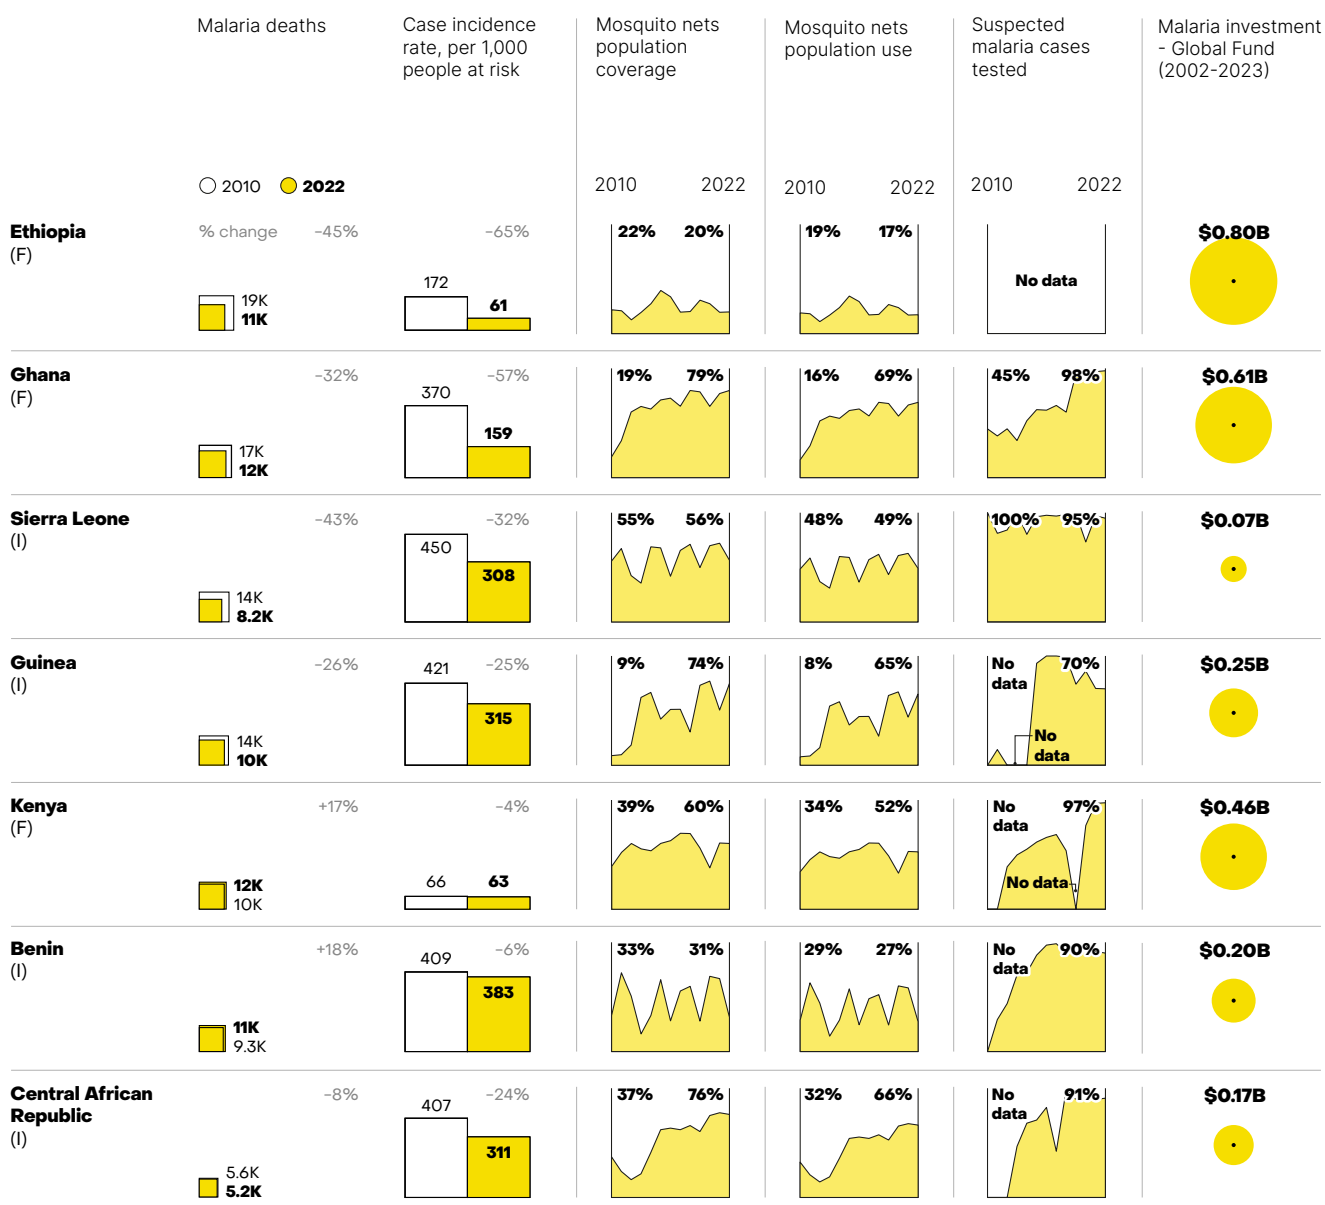 Malaria deaths
Case incidence
rate, per 1,000
people at risk
Mosquito nets
population
coverage
Mosquito nets
population use
Suspected
malaria cases
tested
Malaria investment
- Global Fund
(2002-2023)
2010 2022
2010 2022
2010 2022
2010 2022
Ethiopia
(F)
% change -45%
19K
11K
-65%
172
61
22% 20%
19% 17%
No data
$0.80B
Ghana
(F)
-32%
17K
12K
-57%
370
159
19% 79%
16% 69%
45% 98%
$0.61B
Sierra Leone
(I)
-43%
14K
8.2K
-32%
450
308
55% 56%
48% 49%
100% 95%
$0.07B
Guinea
(I)
-26%
14K
10K
-25%
421
315
9% 74%
8% 65%
No
data
70%
No
data
$0.25B
Kenya
(F)
+17%
12K
10K
-4%
66
63
39% 60%
34% 52%
No
data
97%
No data
$0.46B
Benin
(I)
+18%
11K
9.3K
-6%
409
383
33% 31%
29% 27%
No
data
90%
$0.20B
Central African
Republic
(I)
-8%
5.6K
5.2K
-24%
407
311
37% 76%
32% 66%
No
data
91%
$0.17B